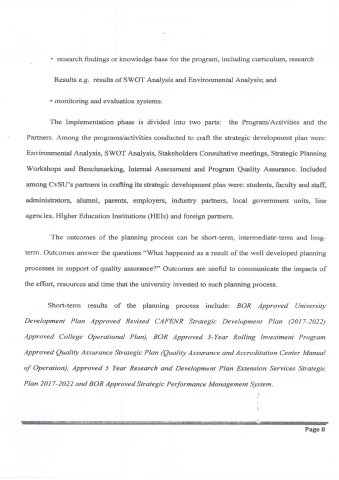 • research findings or knowledge base for the program, including curriculum, research
Results e.g. results of SWOT Analysis and Environmental Analysis; and
• monitoring and evaluation systems.
The Implementation phase is divided into two parts: the Program/Activities and the
Partners. Among the programs/activities conducted to craft the strategic development plan were:
Environmental Analysis, SWOT Analysis, Stakeholders Consultative meetings, Strategic Planning
Workshops and Benchmarking, Internal Assessment and Program Quality Assurance. Included
among CvSU's partners in crafting its strategic development plan were: students, faculty and staff,
administrators, alumni, parents, employers, industry partners, local government units, line
agencies, Higher Education Institutions (HEIs) and foreign partners.
The outcomes of the planning process can be short-term, intermediate-term and long-
term. Outcomes answer the questions "What happened as a result of the well developed planning
processes in support of quality assurance?" Outcomes are useful to communicate the impacts of
the effort, resources and time that the university invested to such planning process.
Short-term results of the planning process include: BOR Approved University
Development Plan Approved Revised CAFENR Straegic Development Plan (2017-2022)
Approved College Operational Plan), BOR Approved 3-Year Rolling Investment Program
Approved Quality Assurance Strategic Plan (Quality Assurance and Accreditation Center Manual
of Operation), Approved 5 Year Research and Development Plan Extension Services Strategic
Plan 2017-2022 and BOR Approved Strategic Performance Management System.
Page 8